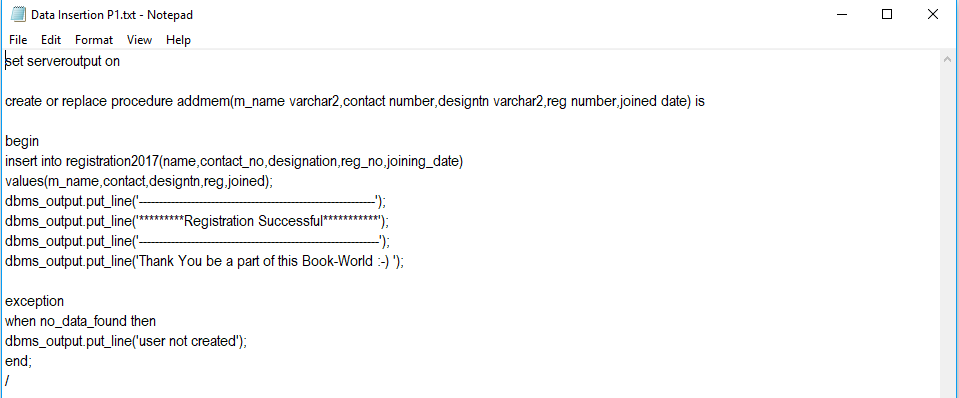 Data Insertion P1.txt - Notepad
File Edit Format View Help
set serveroutput on
create or replace procedure addmem(m_name varchar2,contact number,designtn varchar2,reg number,joined date) is
begin
insert into registration2017(name,contact_no,designation,reg_no,joining_date)
values(m_name,contact,designtn,reg,joined);
dbms_output.put_line('-----------------------------------------------------------');
dbms_output.put_line('*********Registration Successful***********');
dbms_output.put_line('------------------------------------------------------------');
dbms_output.put_line('Thank You be a part of this Book-World :-) ');
exception
when no_data_found then
dbms_output.put_line('user not created');
end;
/